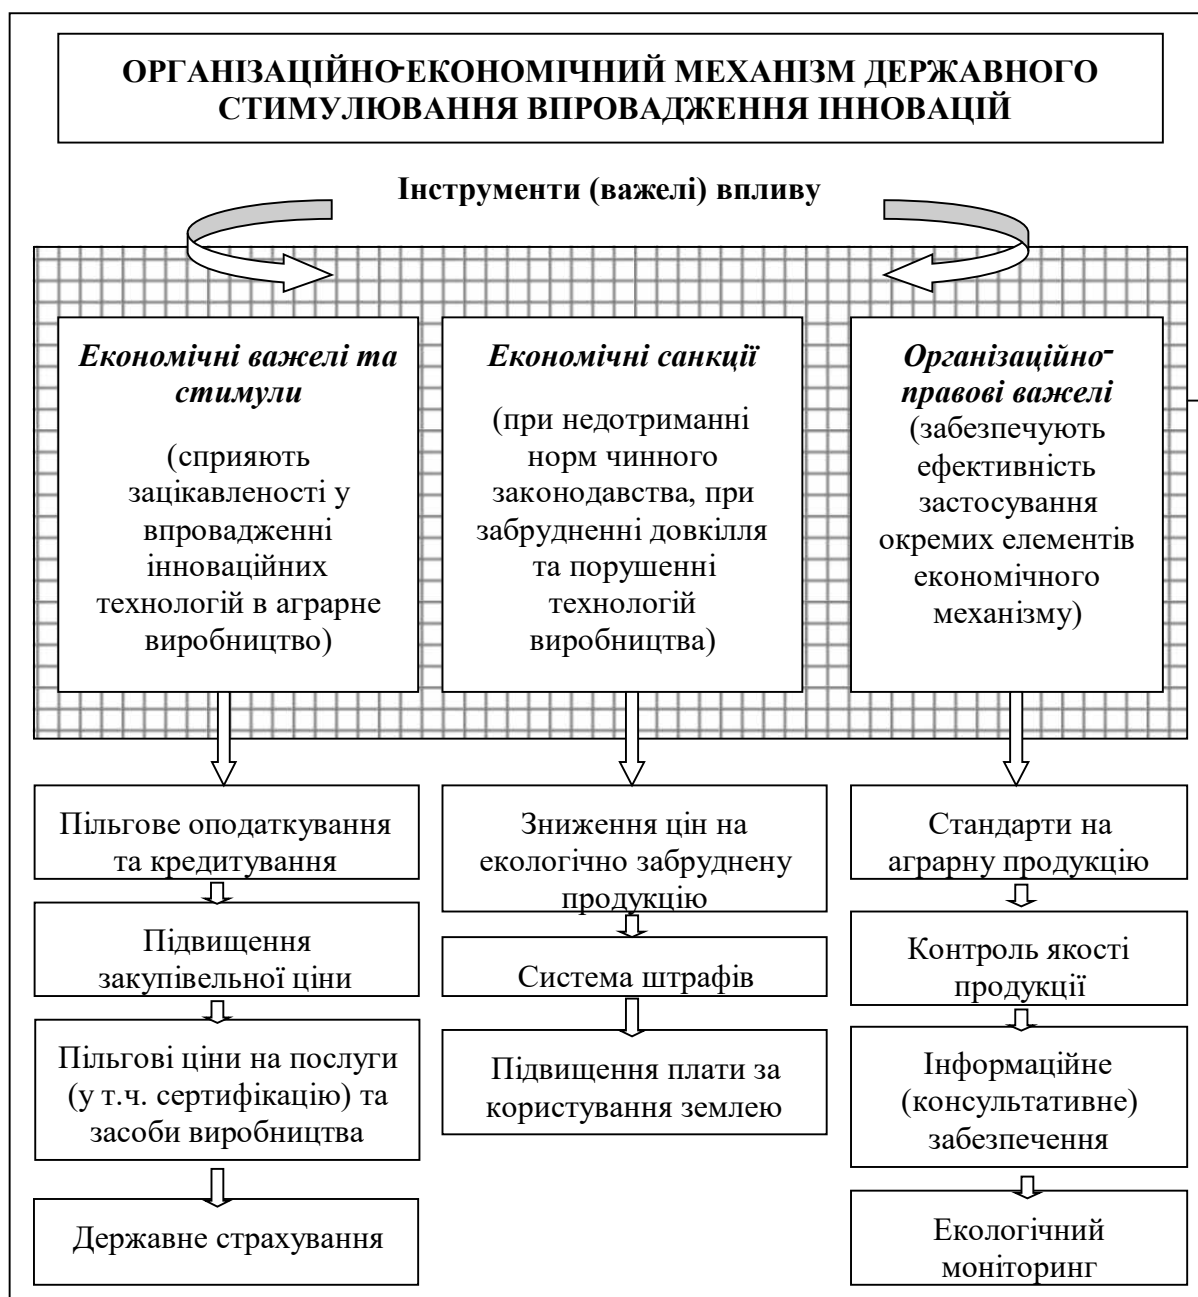 ОРГАНІЗАЦІЙНО-ЕКОНОМІЧНИЙ МЕХАНІЗМ ДЕРЖАВНОГО
СТИМУЛЮВАННЯ ВПРОВАДЖЕННЯ ІННОВАЦІЙ
Інструменти (важелі) впливу
Економічні важелі та
стимули
(сприяють
зацікавленості у
впровадженні
інноваційних
технологій в аграрне
виробництво)
Економічні санкції
(при недотриманні
норм чинного
законодавства, при
забрудненні довкілля
та порушенні
технологій
виробництва)
Організаційно-
правові важелі
(забезпечують
ефективність
застосування
окремих елементів
економічного
механізму)
Пільгове оподаткування
та кредитування
Підвищення
закупівельної ціни
Пільгові ціни на послуги
(у т.ч. сертифікацію) та
засоби виробництва
Державне страхування
Зниження цін на
екологічно забруднену
продукцію
Система штрафів
Підвищення плати за
користування землею
Стандарти на
аграрну продукцію
Контроль якості
продукції
Інформаційне
(консультативне)
забезпечення
Екологічний
моніторинг